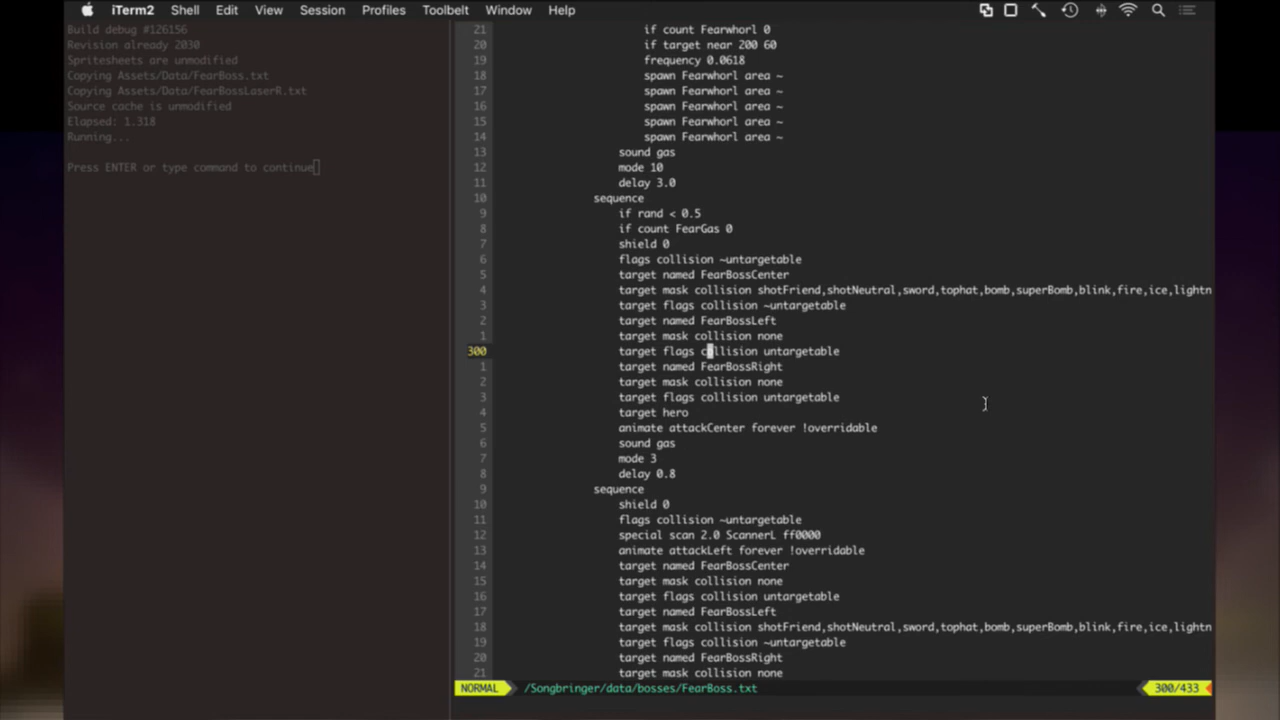 iTerm2 Shell Edit View Session Profiles Toolbelt Window Help
Build debug #126156
Revision already 2030
Spritesheets are unmodified
Copying Assets/Data/FearBoss.txt
Copying Assets/Data/FearBossLaserR.txt
Source cache is unmodified
Elapsed: 1.318
Running...
Press ENTER or type command to continue
21 if count Fearwhorl 0
20 if target near 200 60
19 frequency 0.0618
18 spawn Fearwhorl area ~
17 spawn Fearwhorl area ~
16 spawn Fearwhorl area ~
15 spawn Fearwhorl area ~
14 spawn Fearwhorl area ~
13 sound gas
12 mode 10
11 delay 3.0
10 sequence
9 if rand < 0.5
8 if count FearGas 0
7 shield 0
6 flags collision ~untargetable
5 target named FearBossCenter
4 target mask collision shotFriend,shotNeutral,sword,tophat,bomb,superBomb,blink,fire,ice,lightn
3 target flags collision ~untargetable
2 target named FearBossLeft
1 target mask collision none
300 target flags collision untargetable
1 target named FearBossRight
2 target mask collision none
3 target flags collision untargetable
4 target hero
5 animate attackCenter forever !overridable
6 sound gas
7 mode 3
8 delay 0.8
9 sequence
10 shield 0
11 flags collision ~untargetable
12 special scan 2.0 ScannerL ff0000
13 animate attackLeft forever !overridable
14 target named FearBossCenter
15 target mask collision none
16 target flags collision untargetable
17 target named FearBossLeft
18 target mask collision shotFriend,shotNeutral,sword,tophat,bomb,superBomb,blink,fire,ice,lightn
19 target flags collision ~untargetable
20 target named FearBossRight
21 target mask collision none
NORMAL /Songbringer/data/bosses/FearBoss.txt 300/433